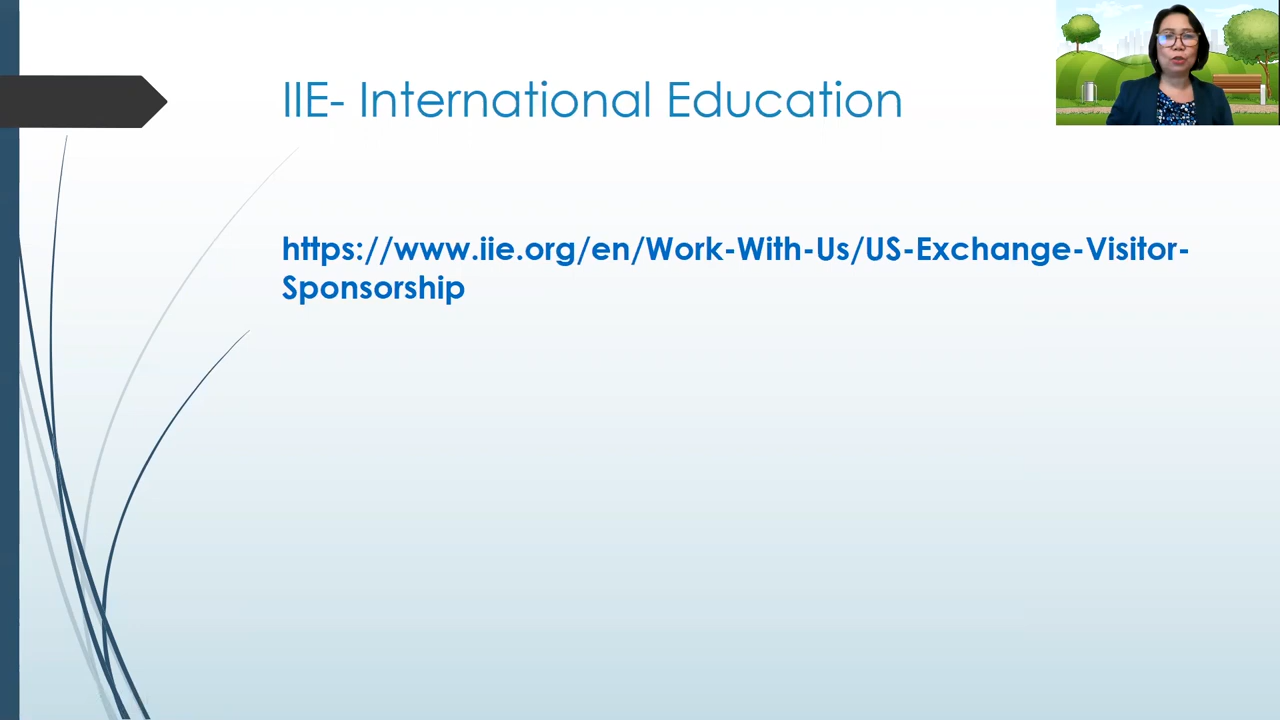 IIE- International Education
https://www.iie.org/en/Work-With-Us/US-Exchange-Visitor-
Sponsorship